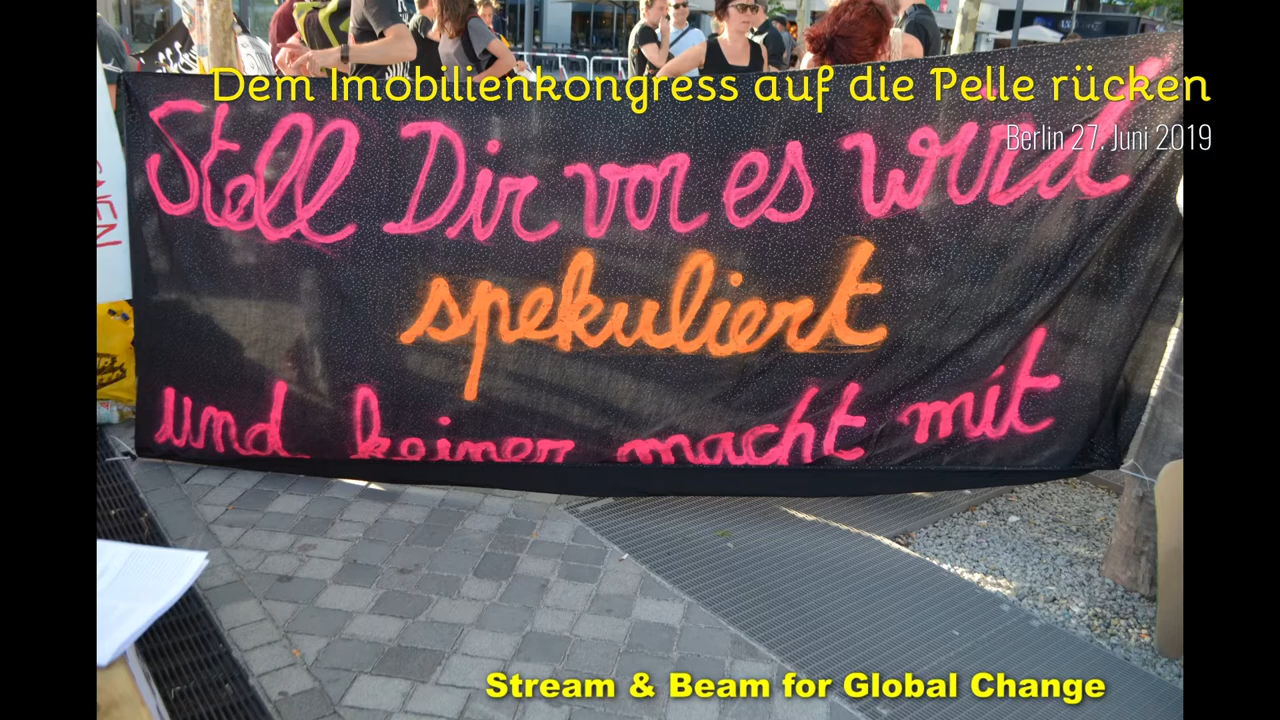 Dem Imobilienkongress auf die Pelle rücken
Berlin 27. Juni 2019
Stell Dir vor es wird
spekuliert
und keiner macht mit
Stream & Beam for Global Change